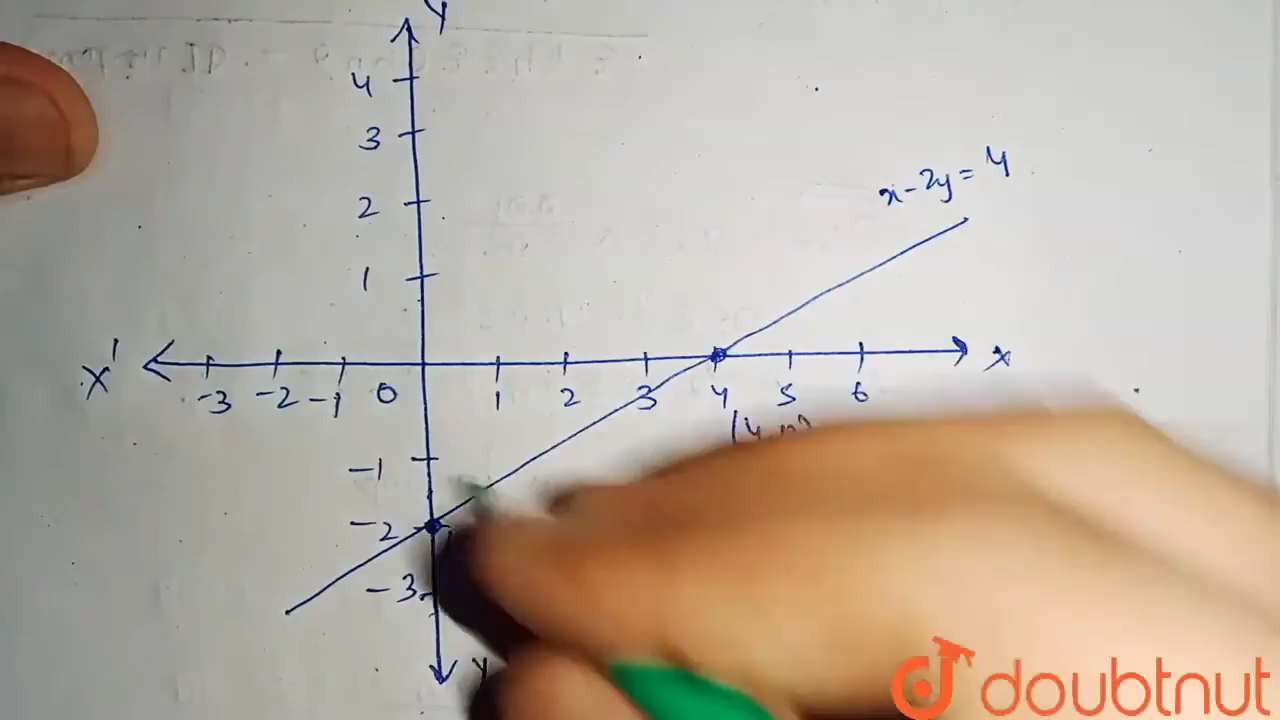 Y
4
3
2
1
x-2y=4
X'
-3 -2 -1 0 1 2 3 4 5 6
X
-1
-2
-3
Y
doubtnut